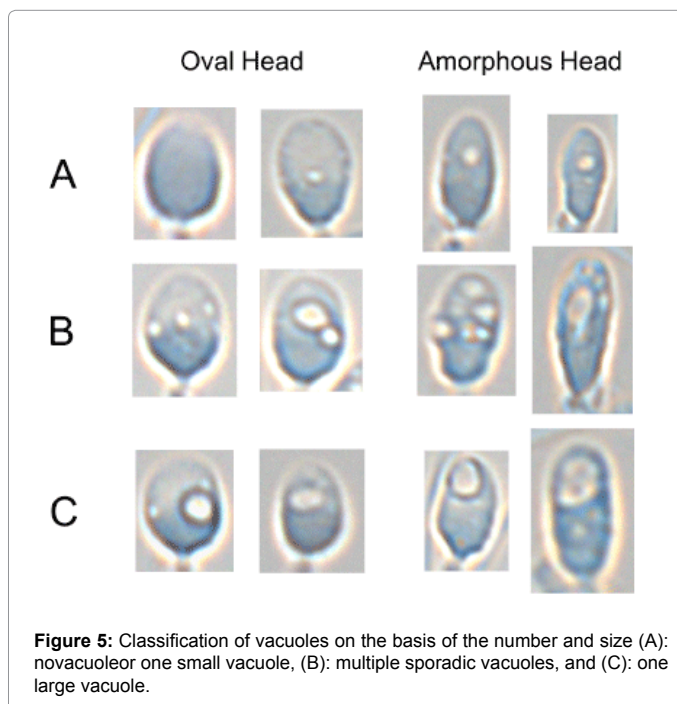 Oval Head Amorphous Head
A
B
C
Figure 5: Classification of vacuoles on the basis of the number and size (A):
novacuoleor one small vacuole, (B): multiple sporadic vacuoles, and (C): one
large vacuole.